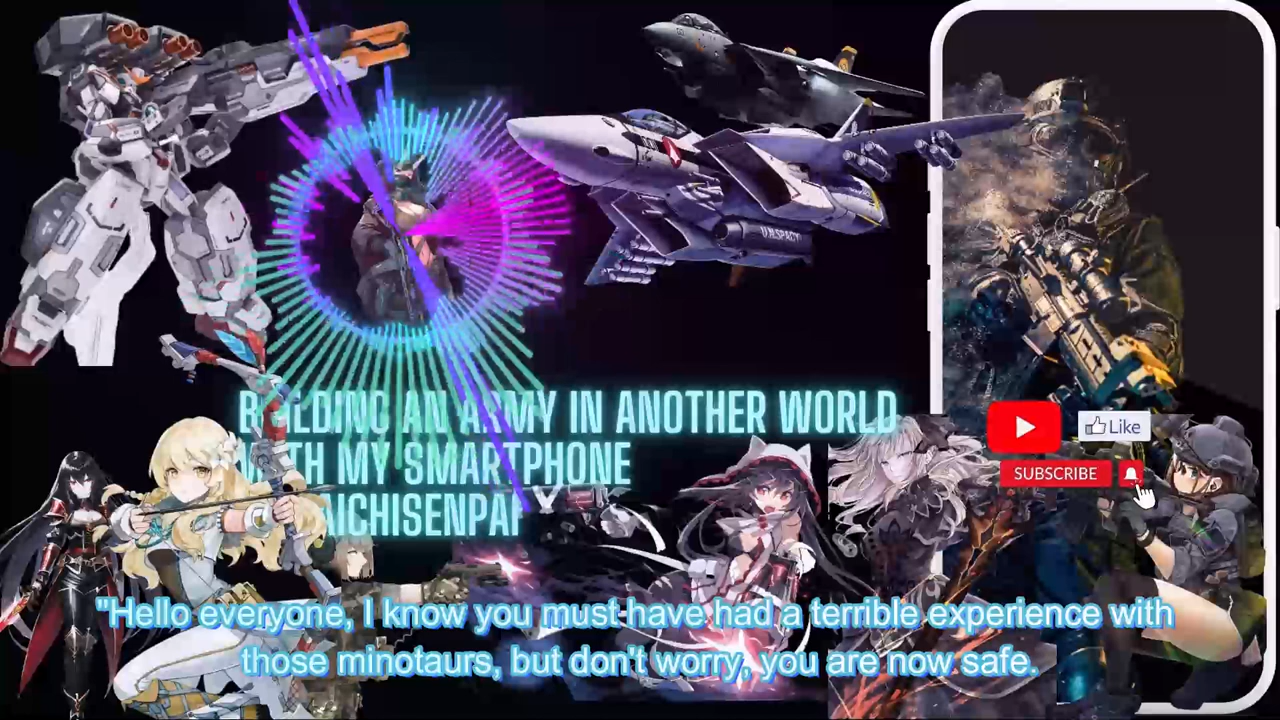 U.N.SPACY
BUILDING AN ARMY IN ANOTHER WORLD
WITH MY SMARTPHONE
Like
SUBSCRIBE
"Hello everyone, I know you must have had a terrible experience with
those minotaurs, but don't worry, you are now safe.